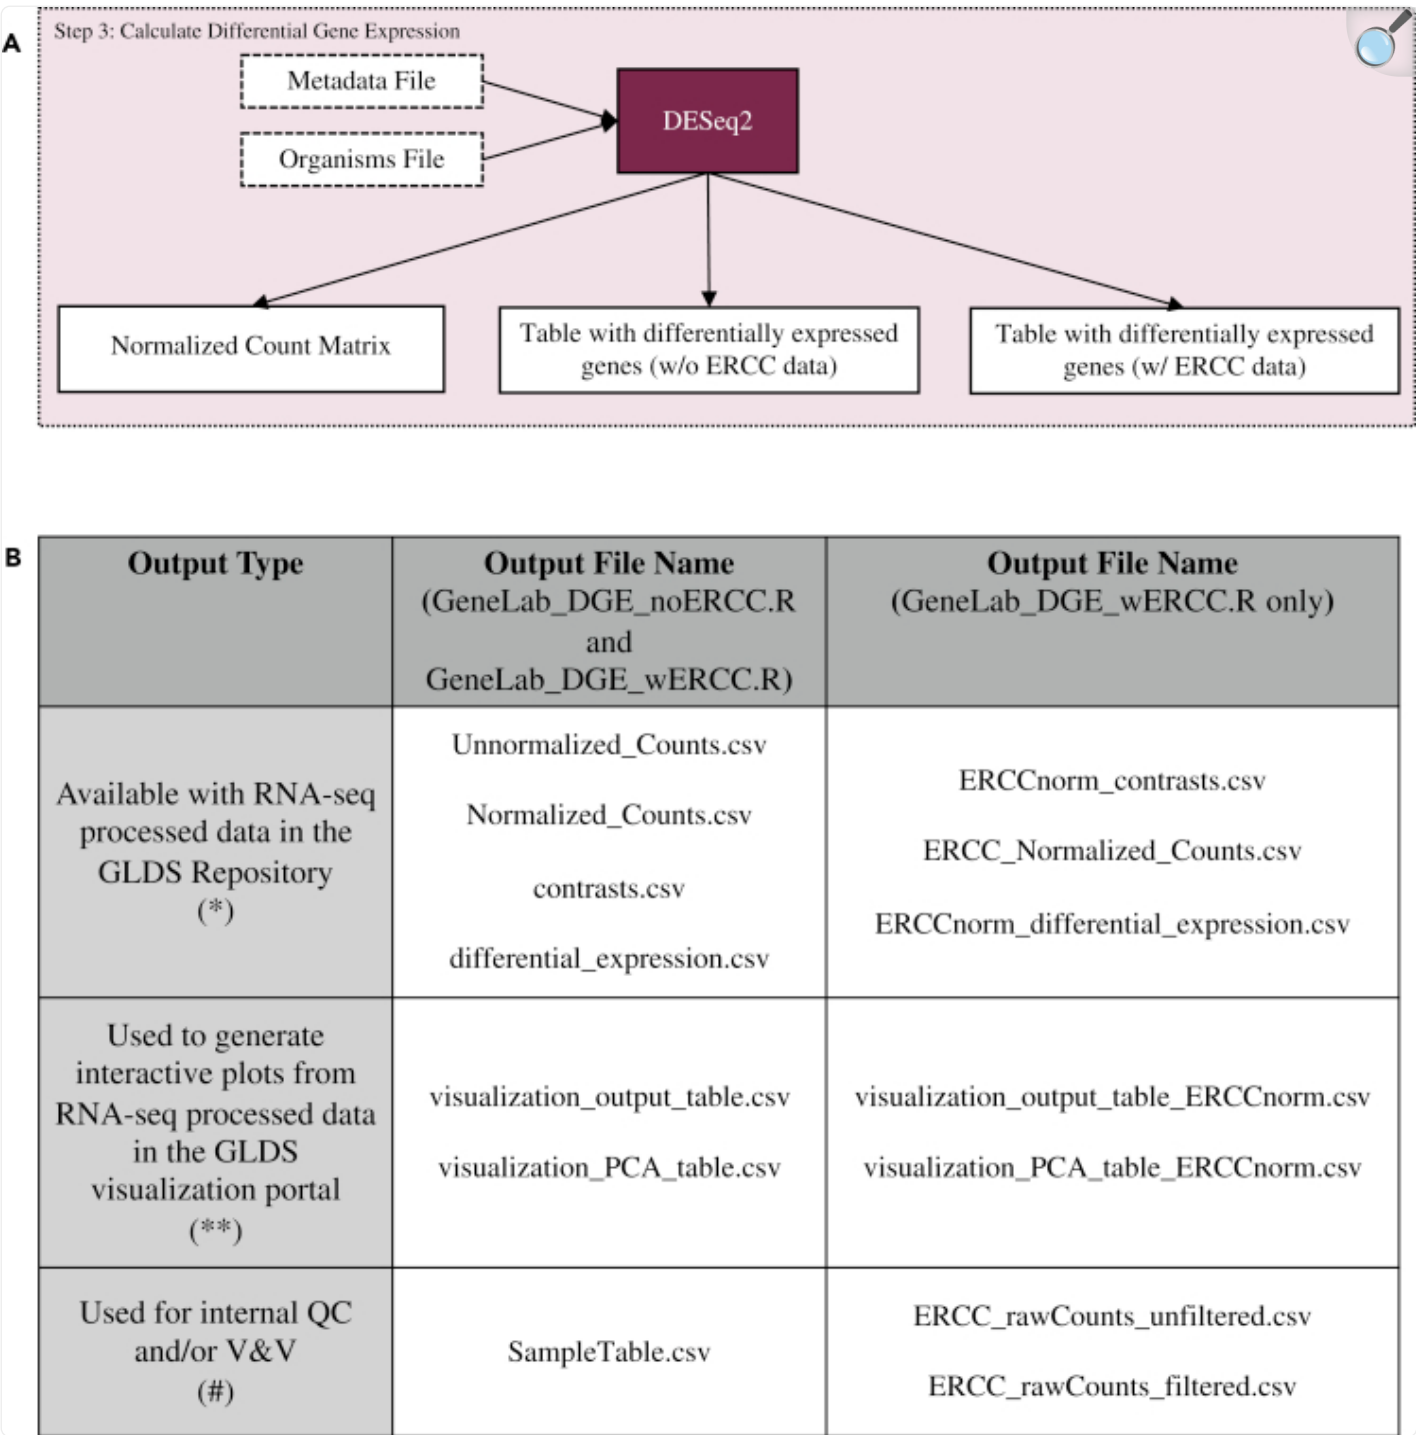 A
Step 3: Calculate Differential Gene Expression
Metadata File
Organisms File
DESeq2
Normalized Count Matrix
Table with differentially expressed
genes (w/o ERCC data)
Table with differentially expressed
genes (w/ ERCC data)
B
Output Type
Output File Name
(GeneLab_DGE_noERCC.R
and
GeneLab_DGE_wERCC.R)
Output File Name
(GeneLab_DGE_wERCC.R only)
Available with RNA-seq
processed data in the
GLDS Repository
(*)
Unnormalized_Counts.csv
Normalized_Counts.csv
contrasts.csv
differential_expression.csv
ERCCnorm_contrasts.csv
ERCC_Normalized_Counts.csv
ERCCnorm_differential_expression.csv
Used to generate
interactive plots from
RNA-seq processed data
in the GLDS
visualization portal
(**)
visualization_output_table.csv
visualization_PCA_table.csv
visualization_output_table_ERCCnorm.csv
visualization_PCA_table_ERCCnorm.csv
Used for internal QC
and/or V&V
(#)
SampleTable.csv
ERCC_rawCounts_unfiltered.csv
ERCC_rawCounts_filtered.csv